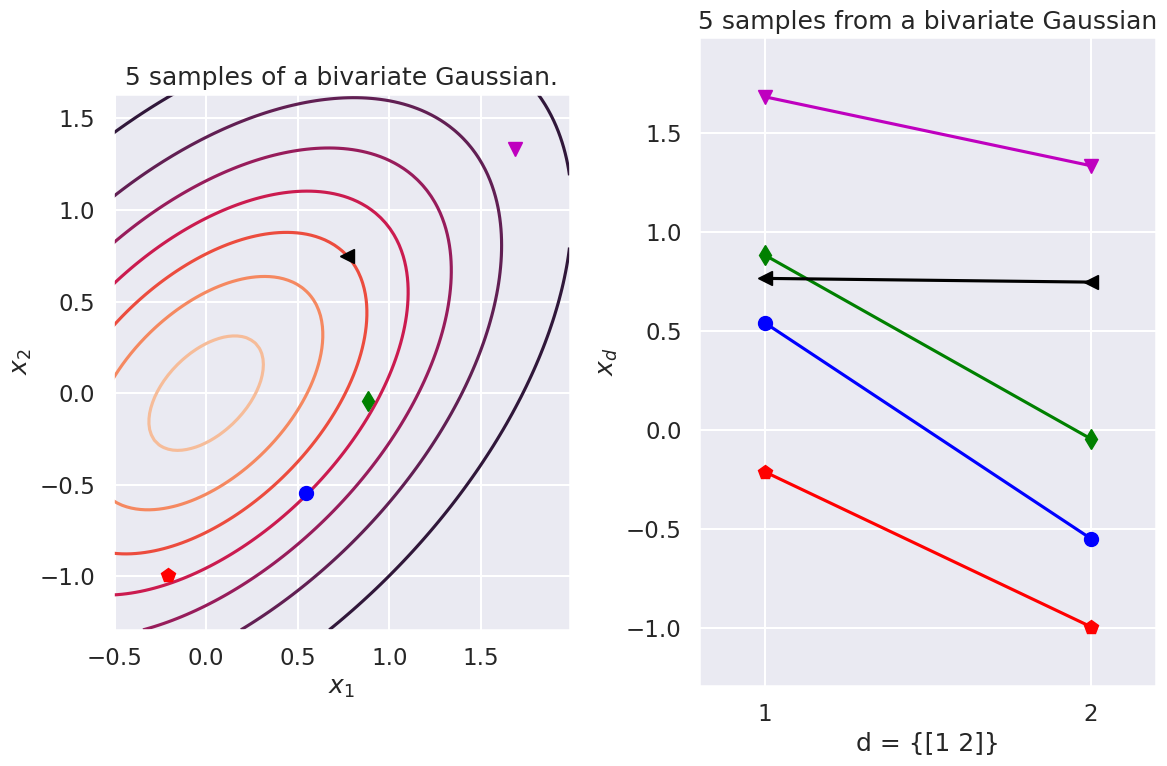 5 samples of a bivariate Gaussian.
1.5
1.0
0.5
0.0
−0.5
−1.0
x₂
−0.5 0.0 0.5 1.0 1.5
x₁
5 samples from a bivariate Gaussian
1.5
1.0
0.5
0.0
−0.5
−1.0
x_d
1 2
d = {[1 2]}